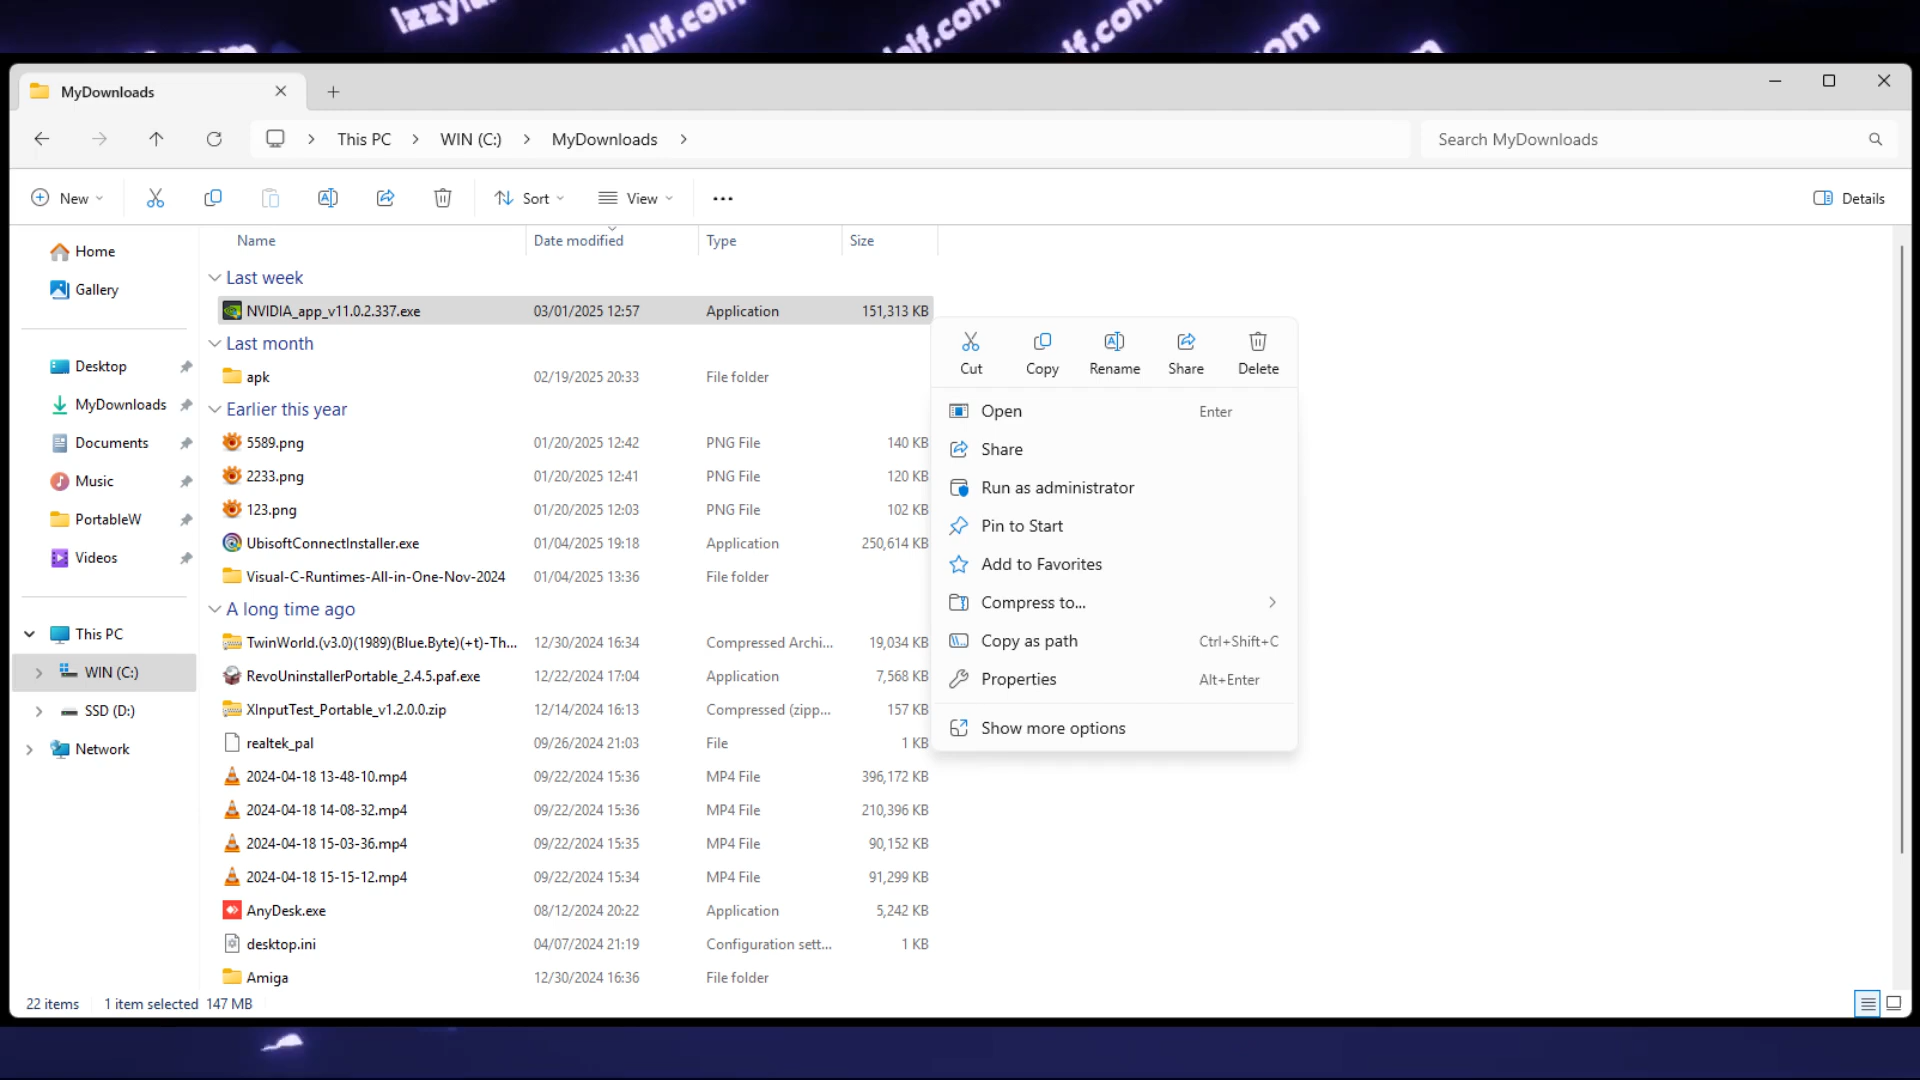 Izzyla
ylalf.com
ylalf.com
lf.com
om
MyDownloads
This PC
WIN (C:)
MyDownloads
Search MyDownloads
New
Sort
View
Details
Name
Date modified
Type
Size
Home
Gallery
Desktop
MyDownloads
Documents
Music
PortableW
Videos
This PC
WIN (C:)
SSD (D:)
Network
Last week
NVIDIA_app_v11.0.2.337.exe 03/01/2025 12:57 Application 151,313 KB
Last month
apk 02/19/2025 20:33 File folder
Earlier this year
5589.png 01/20/2025 12:42 PNG File 140 KB
2233.png 01/20/2025 12:41 PNG File 120 KB
123.png 01/20/2025 12:03 PNG File 102 KB
UbisoftConnectInstaller.exe 01/04/2025 19:18 Application 250,614 KB
Visual-C-Runtimes-All-in-One-Nov-2024 01/04/2025 13:36 File folder
A long time ago
TwinWorld.(v3.0)(1989)(Blue.Byte)(+t)-Th... 12/30/2024 16:34 Compressed Archi... 19,034 KB
RevoUninstallerPortable_2.4.5.paf.exe 12/22/2024 17:04 Application 7,568 KB
XInputTest_Portable_v1.2.0.0.zip 12/14/2024 16:13 Compressed (zipp... 157 KB
realtek_pal 09/26/2024 21:03 File 1 KB
2024-04-18 13-48-10.mp4 09/22/2024 15:36 MP4 File 396,172 KB
2024-04-18 14-08-32.mp4 09/22/2024 15:36 MP4 File 210,396 KB
2024-04-18 15-03-36.mp4 09/22/2024 15:35 MP4 File 90,152 KB
2024-04-18 15-15-12.mp4 09/22/2024 15:34 MP4 File 91,299 KB
AnyDesk.exe 08/12/2024 20:22 Application 5,242 KB
desktop.ini 04/07/2024 21:19 Configuration sett... 1 KB
Amiga 12/30/2024 16:36 File folder
Cut Copy Rename Share Delete
Open Enter
Share
Run as administrator
Pin to Start
Add to Favorites
Compress to...
Copy as path Ctrl+Shift+C
Properties Alt+Enter
Show more options
22 items 1 item selected 147 MB